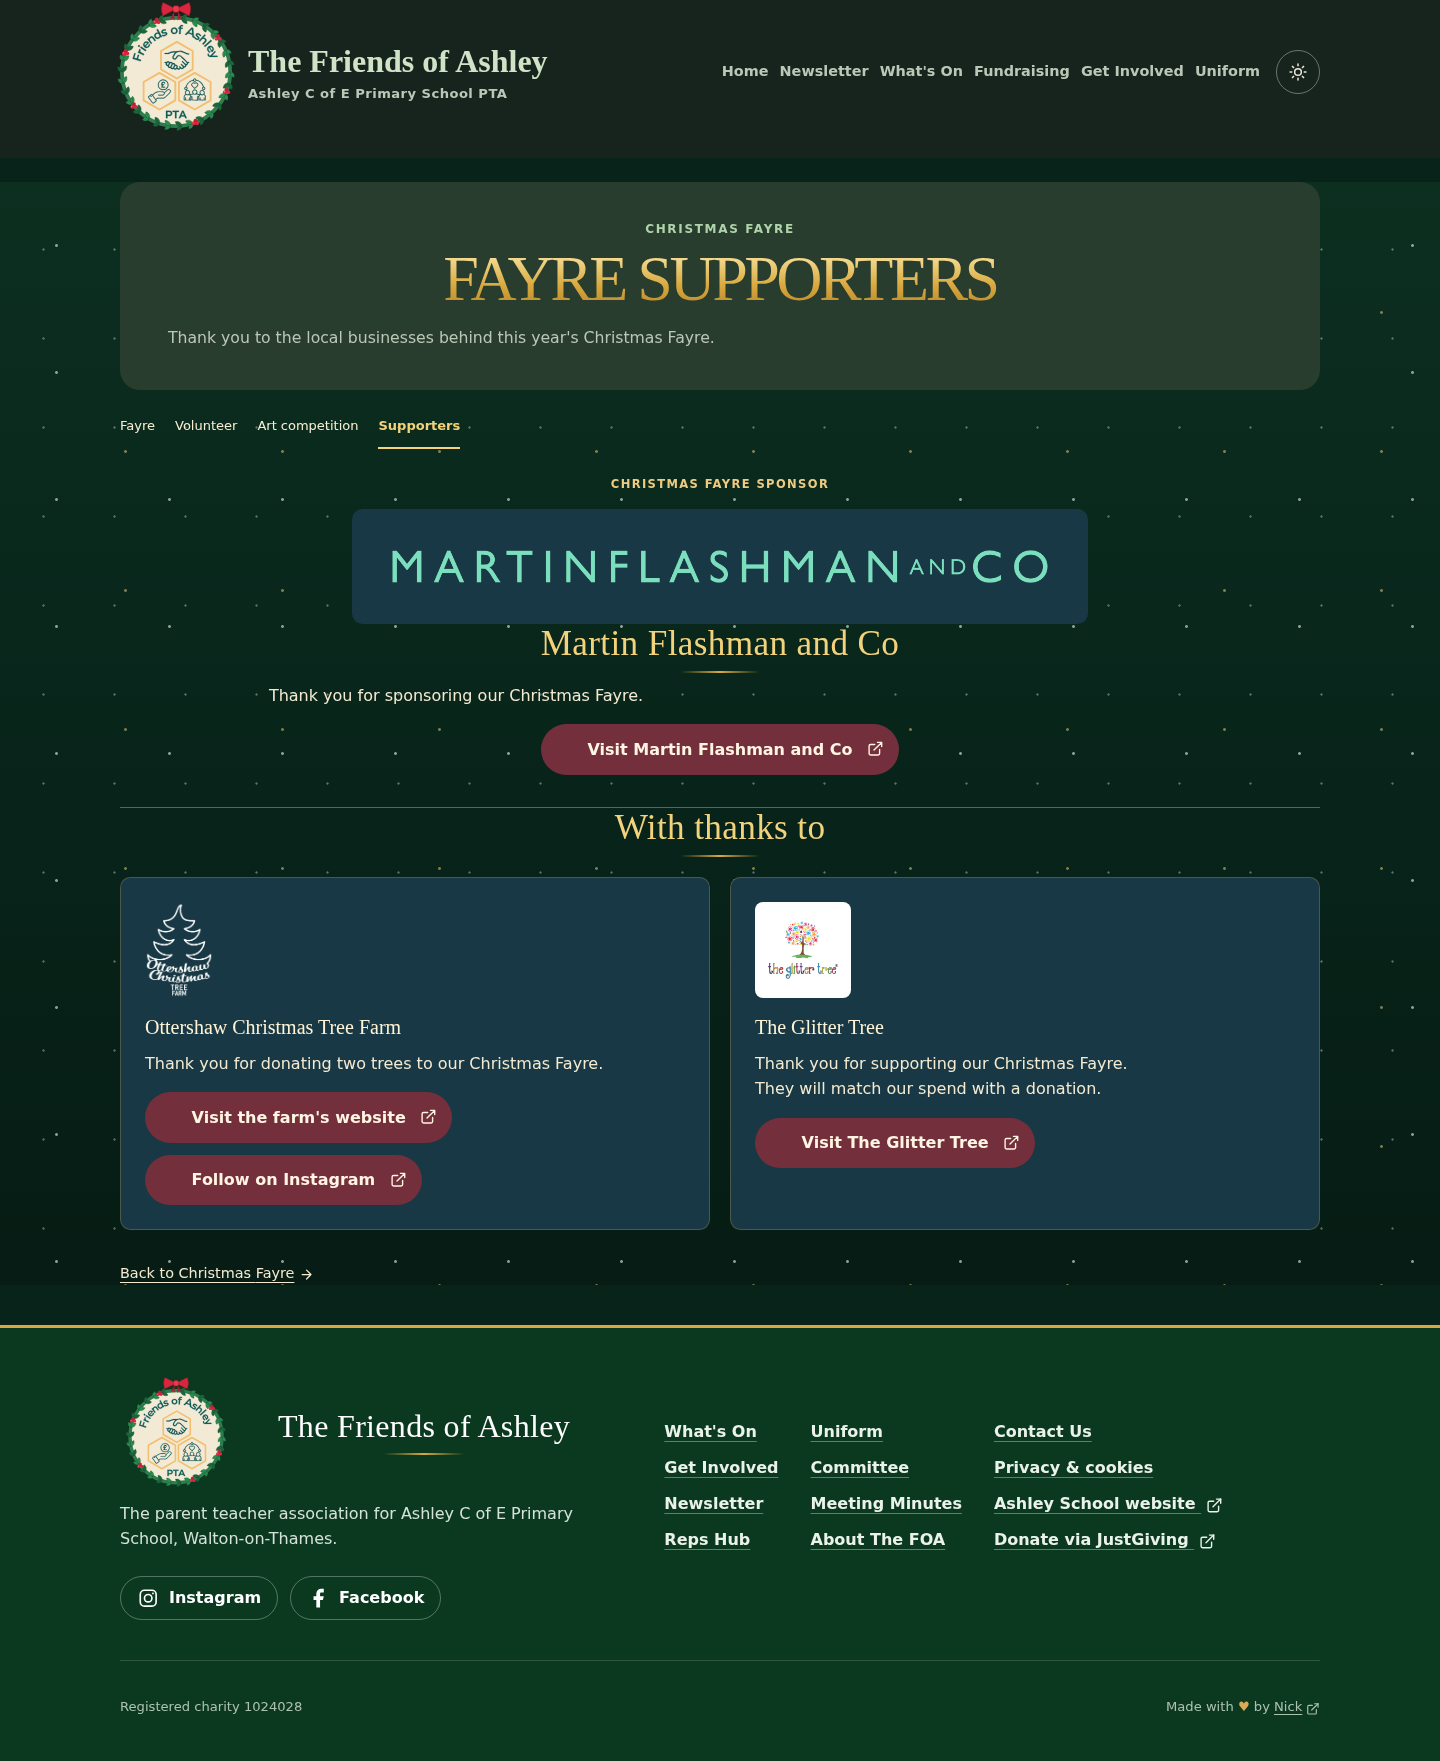 Friends of Ashley
PTA
The Friends of Ashley
Ashley C of E Primary School PTA
Home Newsletter What's On Fundraising Get Involved Uniform
CHRISTMAS FAYRE
FAYRE SUPPORTERS
Thank you to the local businesses behind this year's Christmas Fayre.
Fayre Volunteer Art competition Supporters
CHRISTMAS FAYRE SPONSOR
MARTINFLASHMAN AND CO
Martin Flashman and Co
Thank you for sponsoring our Christmas Fayre.
Visit Martin Flashman and Co
With thanks to
Ottershaw
Christmas
TREE
FARM
Ottershaw Christmas Tree Farm
Thank you for donating two trees to our Christmas Fayre.
Visit the farm's website
Follow on Instagram
the glitter tree
The Glitter Tree
Thank you for supporting our Christmas Fayre.
They will match our spend with a donation.
Visit The Glitter Tree
Back to Christmas Fayre
Friends of Ashley
PTA
The Friends of Ashley
The parent teacher association for Ashley C of E Primary
School, Walton-on-Thames.
Instagram Facebook
What's On
Get Involved
Newsletter
Reps Hub
Uniform
Committee
Meeting Minutes
About The FOA
Contact Us
Privacy & cookies
Ashley School website
Donate via JustGiving
Registered charity 1024028
Made with ♥ by Nick